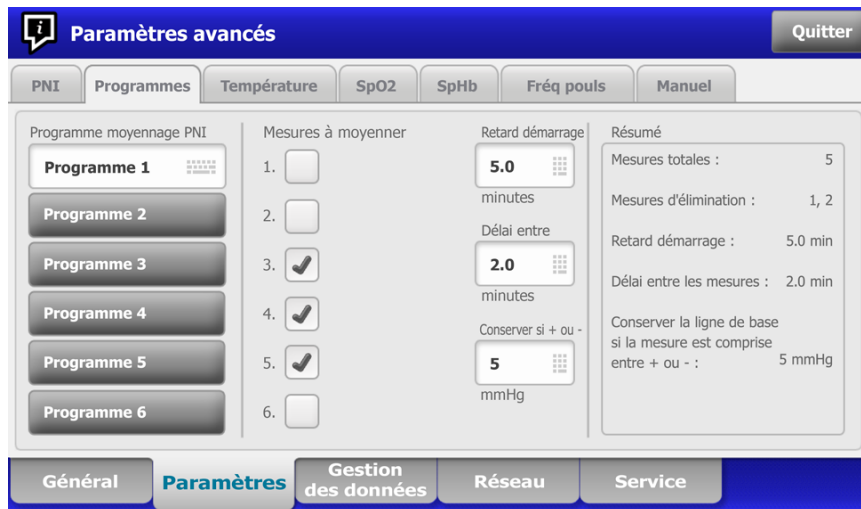 Paramètres avancés
Quitter
PNI
Programmes
Température
SpO2
SpHb
Fréq pouls
Manuel
Programme moyennage PNI
Programme 1
Programme 2
Programme 3
Programme 4
Programme 5
Programme 6
Mesures à moyenner
1.
2.
3.
4.
5.
6.
Retard démarrage
5.0
minutes
Délai entre
2.0
minutes
Conserver si + ou -
5
mmHg
Résumé
Mesures totales : 5
Mesures d'élimination : 1, 2
Retard démarrage : 5.0 min
Délai entre les mesures : 2.0 min
Conserver la ligne de base
si la mesure est comprise
entre + ou - : 5 mmHg
Général
Paramètres
Gestion
des données
Réseau
Service